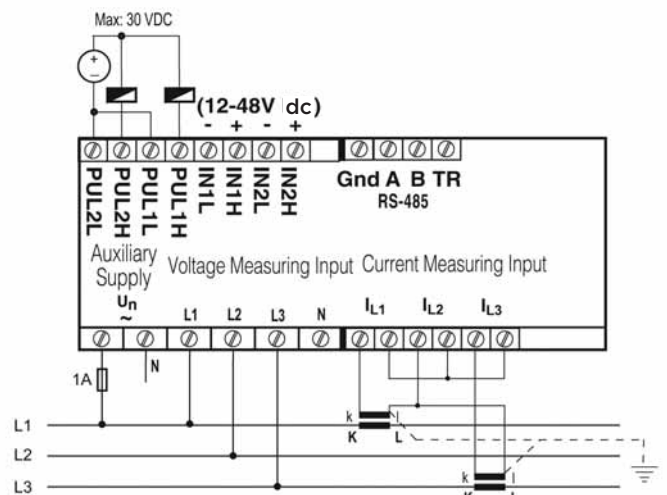 Max: 30 VDC
+
–
(12-48V dc)
- + - +
PUL2L PUL2H PUL1L PUL1H IN1L IN1H IN2L IN2H
Gnd A B TR
RS-485
Auxiliary
Supply
Voltage Measuring Input
Current Measuring Input
Un
~
L1 L2 L3 N
IL1 IL2 IL3
1A
N
k l
L1
K L
L2
k l
L3
K L